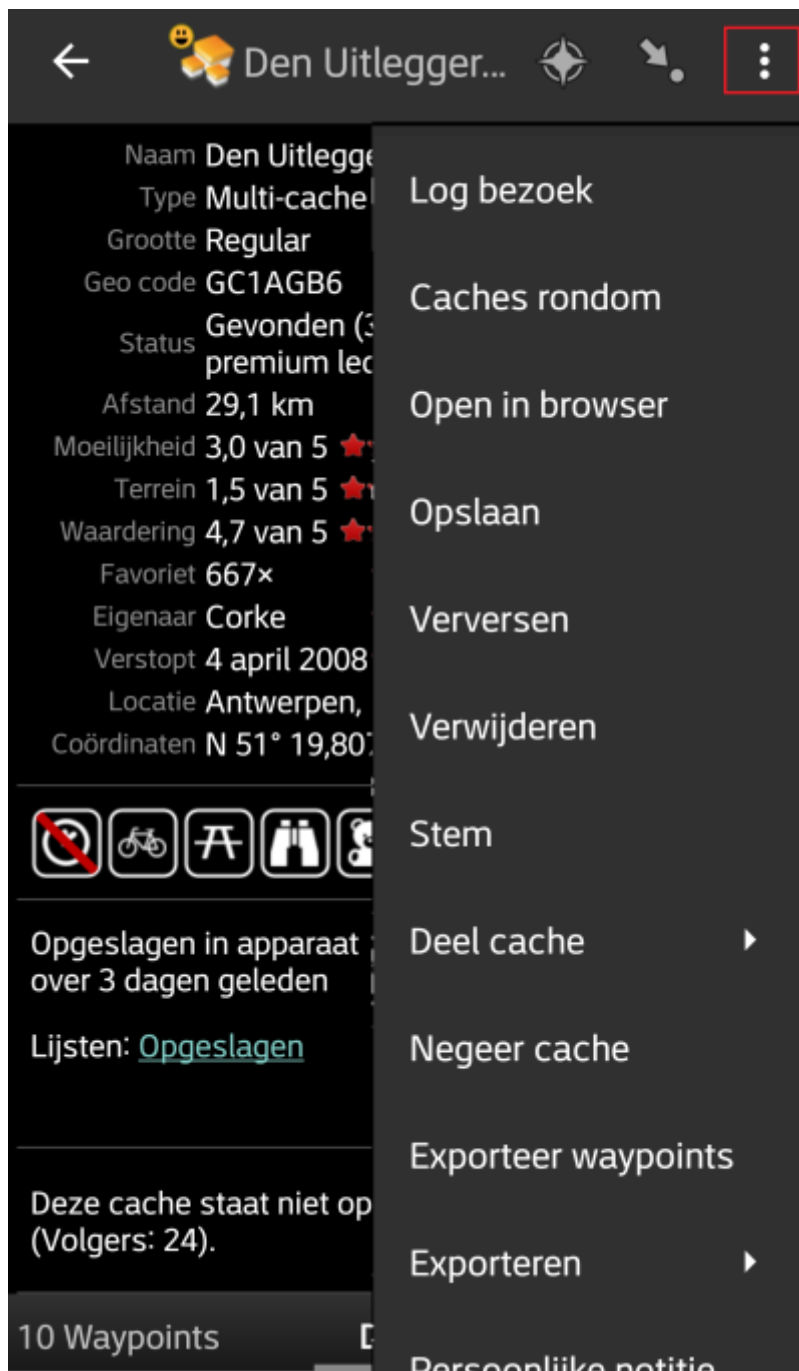 Den Uitlegger...
Naam Den Uitlegge
Type Multi-cache
Grootte Regular
Geo code GC1AGB6
Status Gevonden (3
premium led
Afstand 29,1 km
Moeilijkheid 3,0 van 5
Terrein 1,5 van 5
Waardering 4,7 van 5
Favoriet 667×
Eigenaar Corke
Verstopt 4 april 2008
Locatie Antwerpen,
Coördinaten N 51° 19,807
Opgeslagen in apparaat
over 3 dagen geleden
Lijsten: Opgeslagen
Deze cache staat niet op
(Volgers: 24).
10 Waypoints
Log bezoek
Caches rondom
Open in browser
Opslaan
Verversen
Verwijderen
Stem
Deel cache
Negeer cache
Exporteer waypoints
Exporteren
Persoonlijke notitie